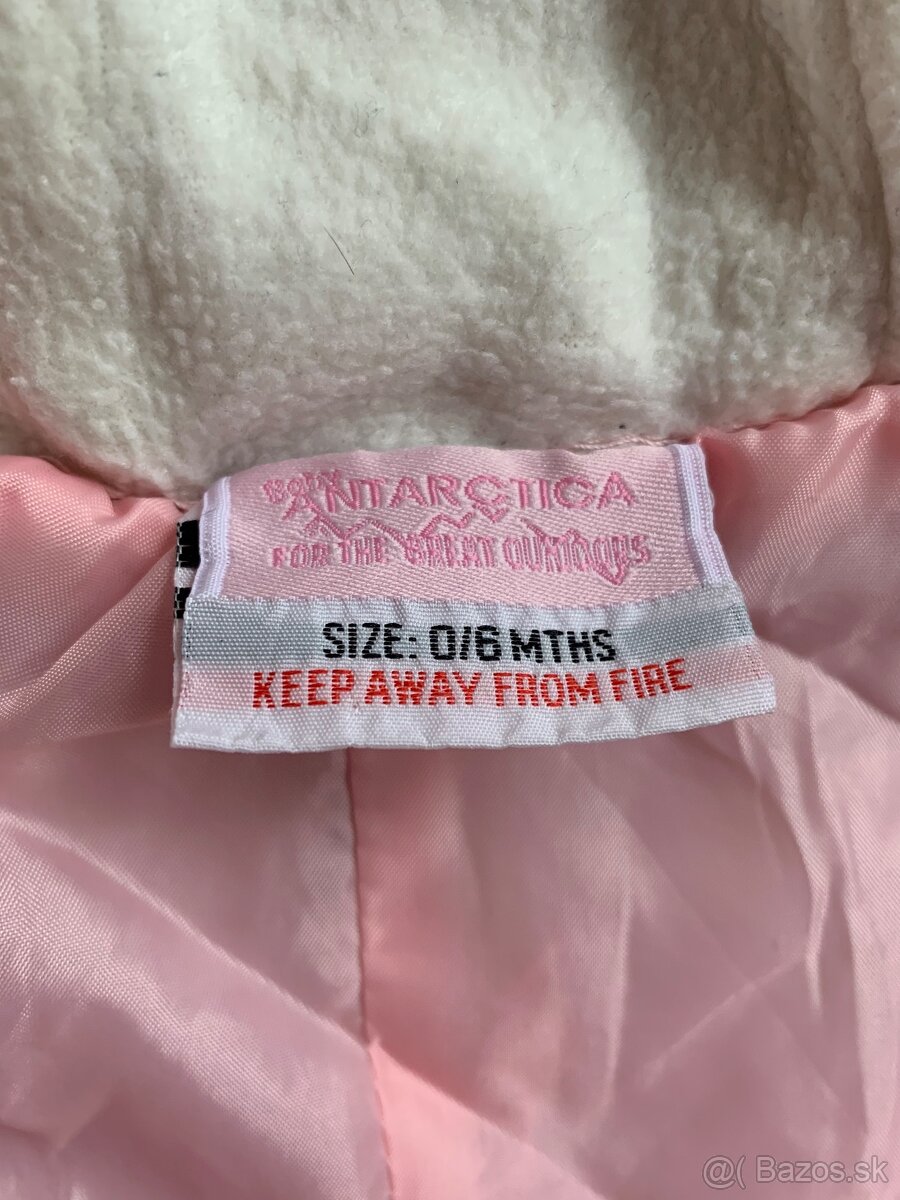 ANTARCTICA
FOR THE GREAT OUTDOORS
SIZE: 0/6 MTHS
KEEP AWAY FROM FIRE
@( Bazos.sk